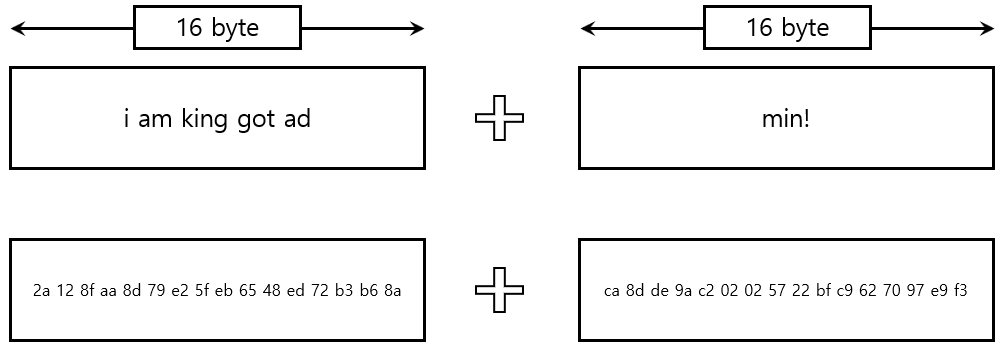 16 byte 16 byte
i am king got ad min!
2a 12 8f aa 8d 79 e2 5f eb 65 48 ed 72 b3 b6 8a ca 8d de 9a c2 02 02 57 22 bf c9 62 70 97 e9 f3